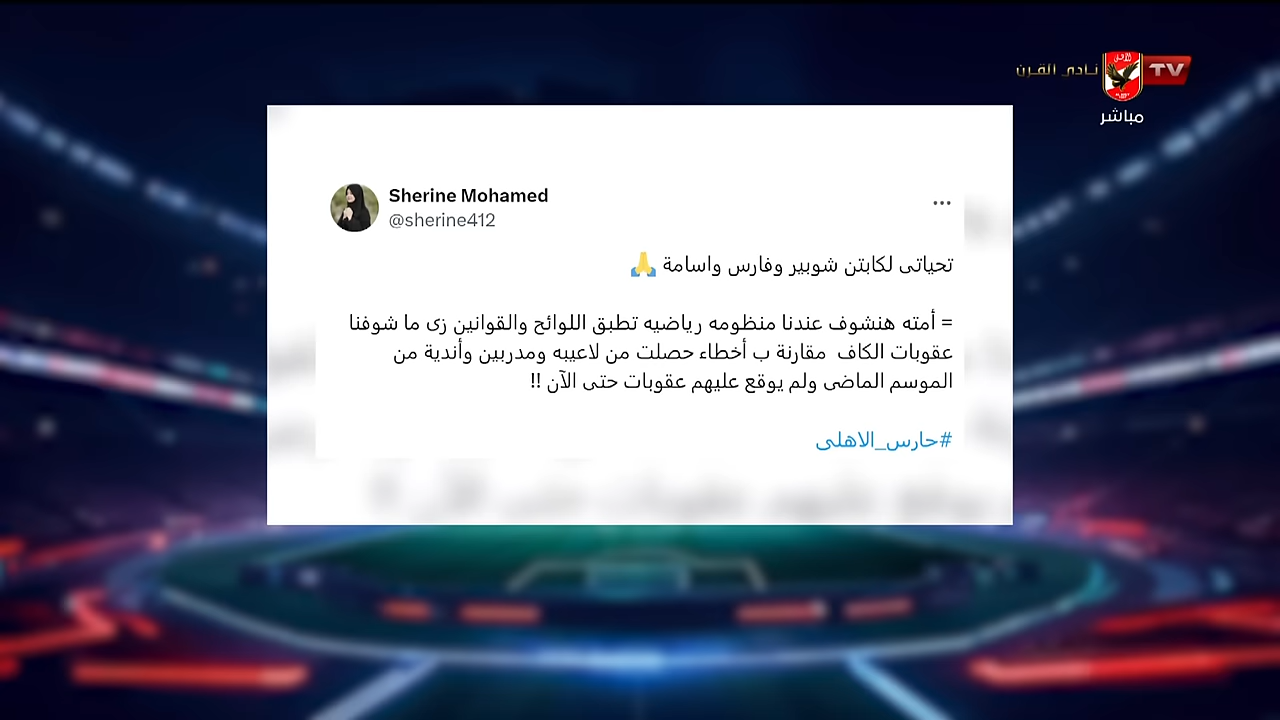 نادى القرن
TV
مباشر
Sherine Mohamed
@sherine412
تحياتى لكابتن شوبير وفارس واسامة 🙏
= أمته هنشوف عندنا منظومه رياضيه تطبق اللوائح والقوانين زى ما شوفنا
عقوبات الكاف مقارنة ب أخطاء حصلت من لاعيبه ومدربين وأندية من
الموسم الماضى ولم يوقع عليهم عقوبات حتى الآن !!
#حارس_الاهلى